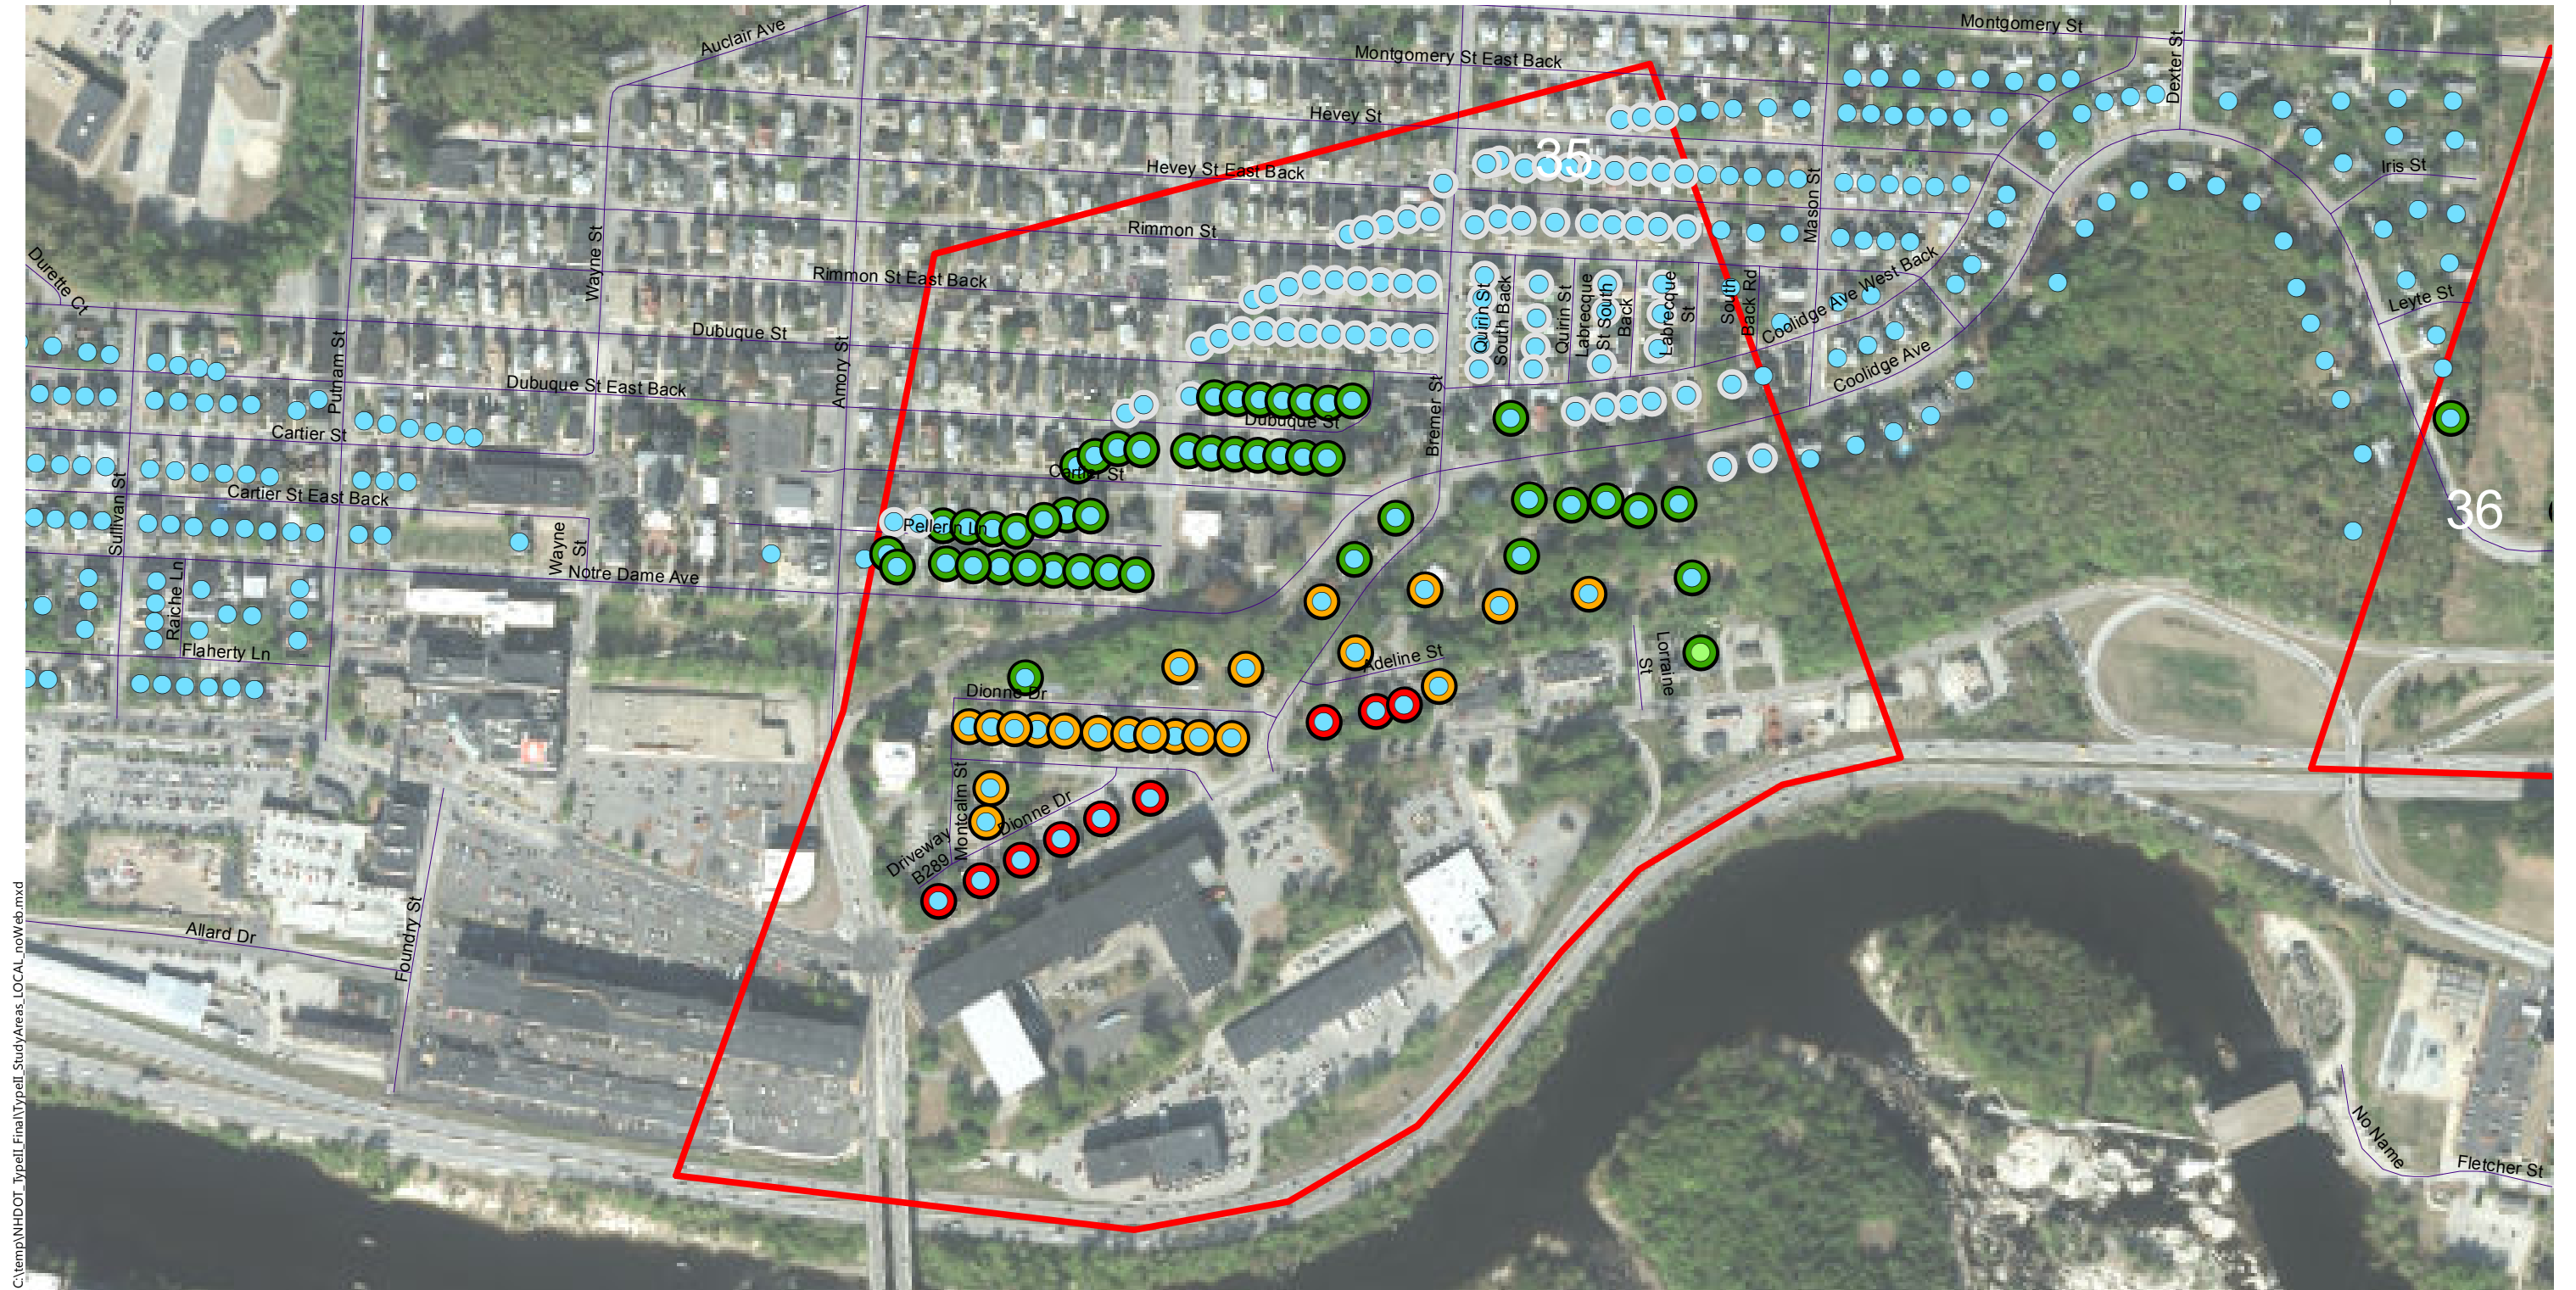 Montgomery St
Auclair Ave
Montgomery St East Back
Dexter St
Hevey St
35
Hevey St East Back
Iris St
Mason St
Rimmon St
Wayne St
Durette Ct
Rimmon St East Back
Coolidge Ave West Back
Leyte St
Quirin St
South Back
Quirin St
Labrecque
St South
Back
Labrecque
St
South
Back Rd
Dubuque St
Amory St
Putnam St
Coolidge Ave
Dubuque St East Back
Bremer St
Dubuque St
Cartier St
Cartier St
Cartier St East Back
Sullivan St
36
Pellerin Ln
Wayne
St
Notre Dame Ave
Raiche Ln
Flaherty Ln
Adeline St
Lorraine
St
Dionne Dr
Montcalm St
Dionne Dr
Driveway
B289
Foundry St
Allard Dr
No Name
Fletcher St
C:\temp\NHDOT_TypeII_Final\TypeII_StudyAreas_LOCAL_noWeb.mxd